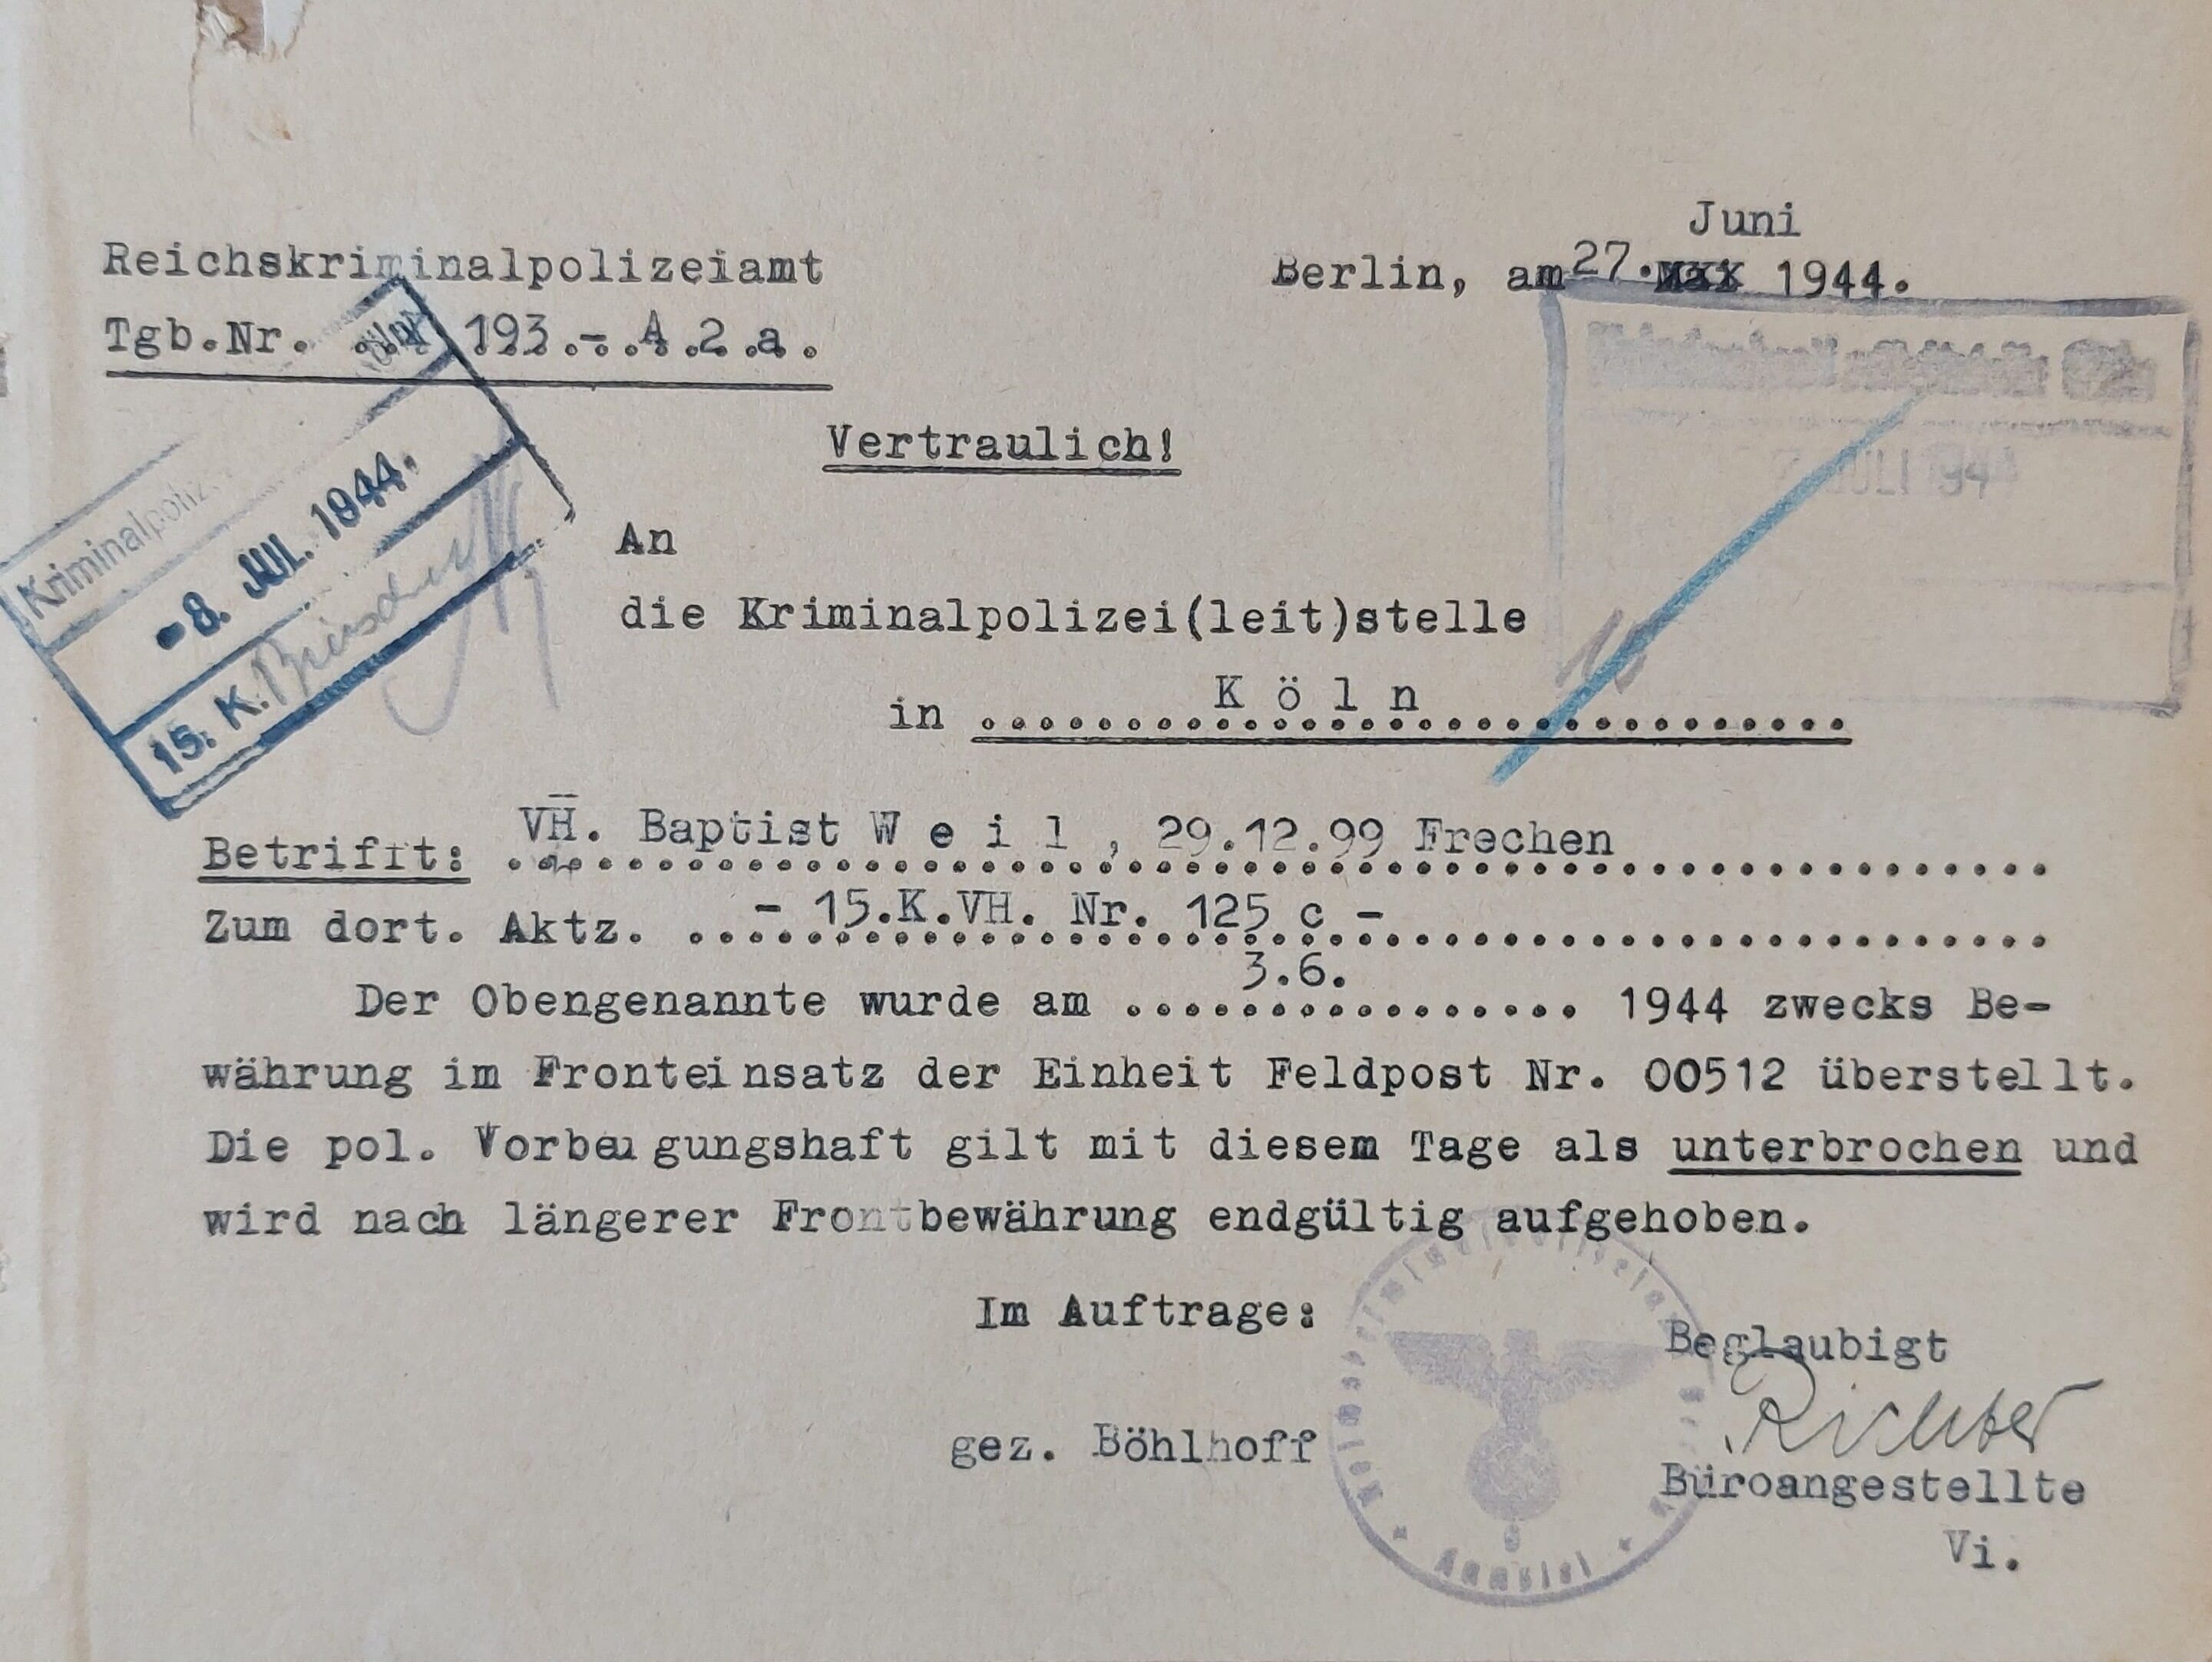 Juni
Reichskriminalpolizeiamt
Berlin, am 27. Mai 1944.
Tgb.Nr. 193.-.A.2.a.
Vertraulich!
JULI 1944
Kriminalpoliz
-8. JUL. 1944.
15. K.
An
die Kriminalpolizei(leit)stelle
in Köln
Betrifft: VH. Baptist Weil, 29.12.99 Frechen
Zum dort. Aktz. - 15.K.VH. Nr. 125 c -
Der Obengenannte wurde am 3.6. 1944 zwecks Be-
währung im Fronteinsatz der Einheit Feldpost Nr. 00512 überstellt.
Die pol. Vorbeugungshaft gilt mit diesem Tage als unterbrochen und
wird nach längerer Frontbewährung endgültig aufgehoben.
Im Auftrage:
Beglaubigt
Richter
gez. Böhlhoff
Büroangestellte
Vi.
Kanzlei